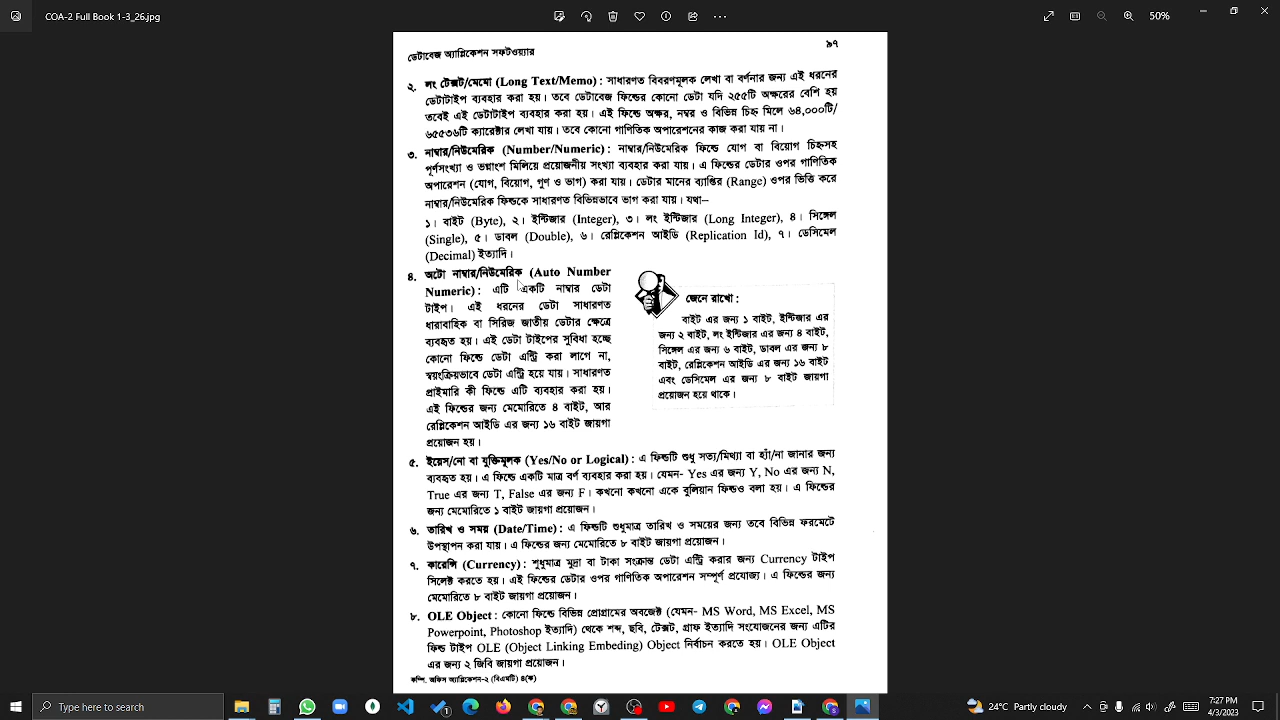 COA-2 Full Book 1-3_26.pgn3
50%
ডেটাবেজ অ্যাপ্লিকেশন সফটওয়্যার
৯৭
২. লং টেক্সট/মেমো (Long Text/Memo) : সাধারণত বিবরণমূলক লেখা বা বর্ণনার জন্য এই ধরনের
ডেটাটাইপ ব্যবহার করা হয়। তবে ডেটাবেজ ফিল্ডের কোনো ডেটা যদি ২৫৫টি অক্ষরের বেশি হয়
তবেই এই ডেটাটাইপ ব্যবহার করা হয়। এই ফিল্ডে অক্ষর, নম্বর ও বিভিন্ন চিহ্ন মিলে ৬৪,০০০টি/
৬৫৫৩৬টি ক্যারেক্টার লেখা যায়। তবে কোনো গাণিতিক অপারেশনের কাজ করা যায় না।
৩. নাম্বার/নিউমেরিক (Number/Numeric) : নাম্বার/নিউমেরিক ফিল্ডে যোগ বা বিয়োগ চিহ্নসহ
পূর্ণসংখ্যা ও ভগ্নাংশ মিলিয়ে প্রয়োজনীয় সংখ্যা ব্যবহার করা যায়। এ ফিল্ডের ডেটার ওপর গাণিতিক
অপারেশন (যোগ, বিয়োগ, গুণ ও ভাগ) করা যায়। ডেটার মানের ব্যাপ্তির (Range) ওপর ভিত্তি করে
নাম্বার/নিউমেরিক ফিল্ডকে সাধারণত বিভিন্নভাবে ভাগ করা যায়। যথা–
১। বাইট (Byte), ২। ইন্টিজার (Integer), ৩। লং ইন্টিজার (Long Integer), ৪। সিঙ্গেল
(Single), ৫। ডাবল (Double), ৬। রেপ্লিকেশন আইডি (Replication Id), ৭। ডেসিমেল
(Decimal) ইত্যাদি।
৪. অটো নাম্বার/নিউমেরিক (Auto Number
Numeric) : এটি একটি নাম্বার ডেটা
টাইপ। এই ধরনের ডেটা সাধারণত
ধারাবাহিক বা সিরিজ জাতীয় ডেটার ক্ষেত্রে
ব্যবহৃত হয়। এই ডেটা টাইপের সুবিধা হচ্ছে
কোনো ফিল্ডে ডেটা এন্ট্রি করা লাগে না,
স্বয়ংক্রিয়ভাবে ডেটা এন্ট্রি হয়ে যায়। সাধারণত
প্রাইমারি কী ফিল্ডে এটি ব্যবহার করা হয়।
এই ফিল্ডের জন্য মেমোরিতে ৪ বাইট, আর
রেপ্লিকেশন আইডি এর জন্য ১৬ বাইট জায়গা
প্রয়োজন হয়।
জেনে রাখো :
বাইট এর জন্য ১ বাইট, ইন্টিজার এর
জন্য ২ বাইট, লং ইন্টিজার এর জন্য ৪ বাইট,
সিঙ্গেল এর জন্য ৬ বাইট, ডাবল এর জন্য ৮
বাইট, রেপ্লিকেশন আইডি এর জন্য ১৬ বাইট
এবং ডেসিমেল এর জন্য ৮ বাইট জায়গা
প্রয়োজন হয়ে থাকে।
৫. ইয়েস/নো বা যুক্তিমূলক (Yes/No or Logical) : এ ফিল্ডটি শুধু সত্য/মিথ্যা বা হ্যাঁ/না জানার জন্য
ব্যবহৃত হয়। এ ফিল্ডে একটি মাত্র বর্ণ ব্যবহার করা হয়। যেমন- Yes এর জন্য Y, No এর জন্য N,
True এর জন্য T, False এর জন্য F। কখনো কখনো একে বুলিয়ান ফিল্ডও বলা হয়। এ ফিল্ডের
জন্য মেমোরিতে ১ বাইট জায়গা প্রয়োজন।
৬. তারিখ ও সময় (Date/Time) : এ ফিল্ডটি শুধুমাত্র তারিখ ও সময়ের জন্য তবে বিভিন্ন ফরমেটে
উপস্থাপন করা যায়। এ ফিল্ডের জন্য মেমোরিতে ৮ বাইট জায়গা প্রয়োজন।
৭. কারেন্সি (Currency) : শুধুমাত্র মুদ্রা বা টাকা সংক্রান্ত ডেটা এন্ট্রি করার জন্য Currency টাইপ
সিলেক্ট করতে হয়। এই ফিল্ডের ডেটার ওপর গাণিতিক অপারেশন সম্পূর্ণ প্রযোজ্য। এ ফিল্ডের জন্য
মেমোরিতে ৮ বাইট জায়গা প্রয়োজন।
৮. OLE Object : কোনো ফিল্ডে বিভিন্ন প্রোগ্রামের অবজেক্ট (যেমন- MS Word, MS Excel, MS
Powerpoint, Photoshop ইত্যাদি) থেকে শব্দ, ছবি, টেক্সট, গ্রাফ ইত্যাদি সংযোজনের জন্য এটির
ফিল্ড টাইপ OLE (Object Linking Embeding) Object নির্বাচন করতে হয়। OLE Object
এর জন্য ২ জিবি জায়গা প্রয়োজন।
কম্পি. অফিস অ্যাপ্লিকেশন-২ (বিএমটি) ৪(ক)
Type here to search
24°C Partly cloudy
7:27 PM
4/3/2023